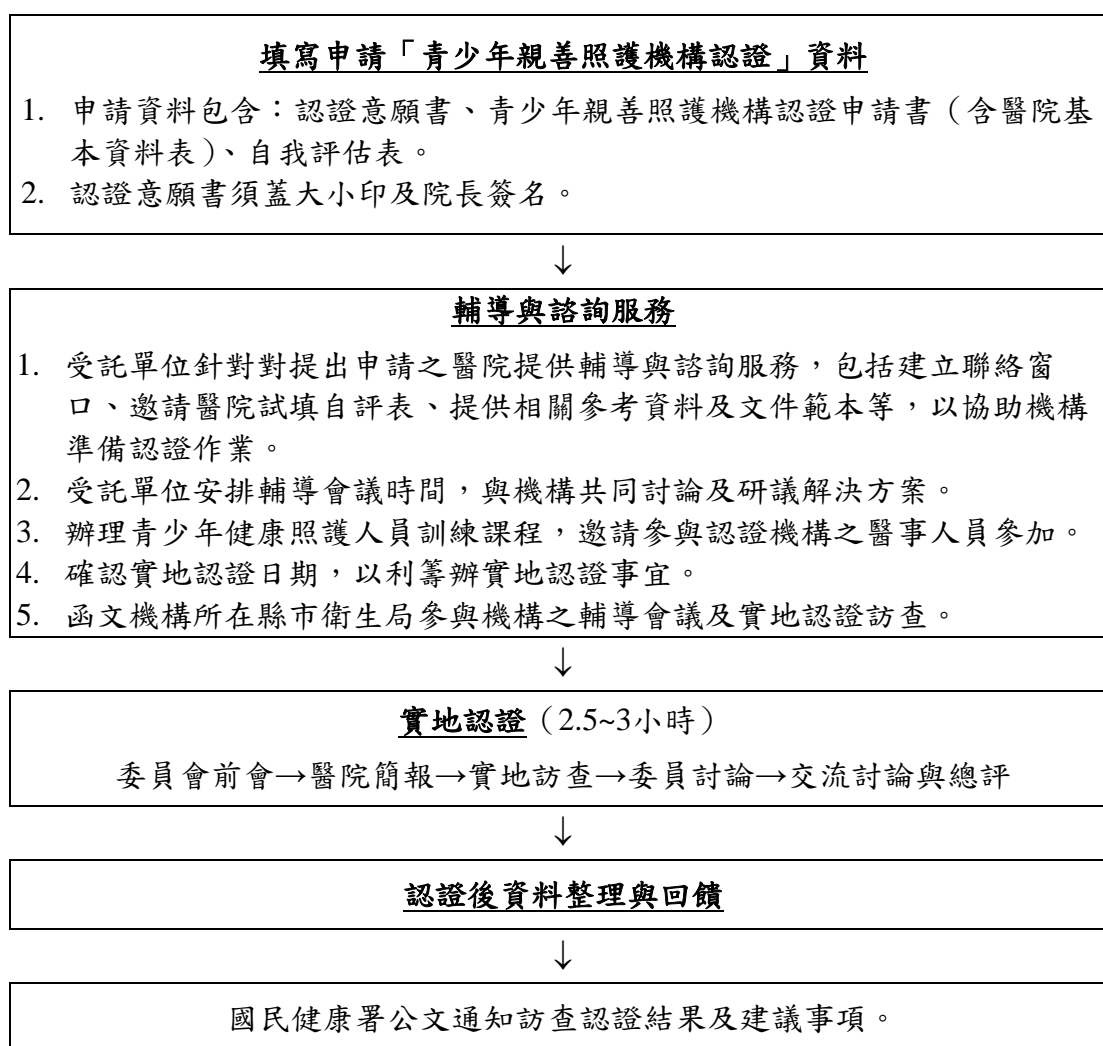 填寫申請「青少年親善照護機構認證」資料
1. 申請資料包含：認證意願書、青少年親善照護機構認證申請書（含醫院基
本資料表）、自我評估表。
2. 認證意願書須蓋大小印及院長簽名。
↓
輔導與諮詢服務
1. 受託單位針對對提出申請之醫院提供輔導與諮詢服務，包括建立聯絡窗
口、邀請醫院試填自評表、提供相關參考資料及文件範本等，以協助機構
準備認證作業。
2. 受託單位安排輔導會議時間，與機構共同討論及研議解決方案。
3. 辦理青少年健康照護人員訓練課程，邀請參與認證機構之醫事人員參加。
4. 確認實地認證日期，以利籌辦實地認證事宜。
5. 函文機構所在縣市衛生局參與機構之輔導會議及實地認證訪查。
↓
實地認證（2.5~3小時）
委員會前會→醫院簡報→實地訪查→委員討論→交流討論與總評
↓
認證後資料整理與回饋
↓
國民健康署公文通知訪查認證結果及建議事項。